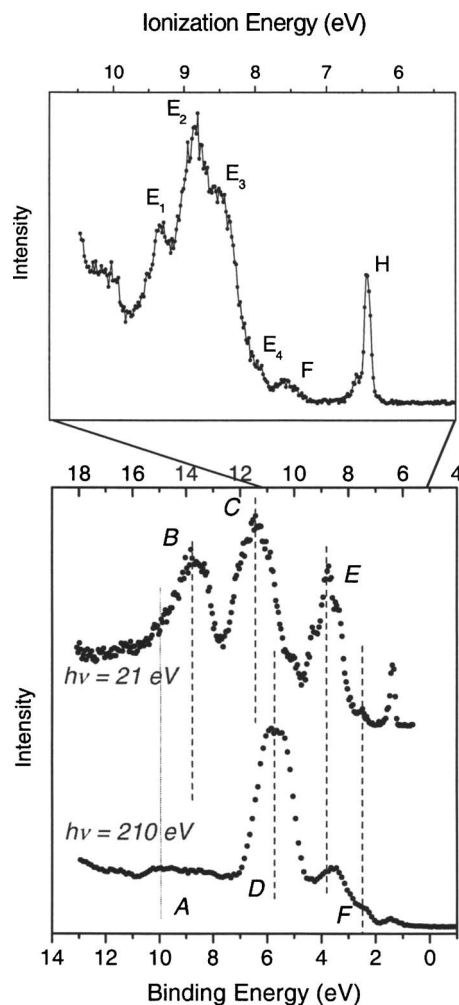 Ionization Energy (eV)
10 9 8 7 6
Intensity
E2
E1
E3
H
E4
F
18 16 14 12 10 8 6 4
C
B
E
hν = 21 eV
Intensity
hν = 210 eV
D
A
F
14 12 10 8 6 4 2 0
Binding Energy (eV)